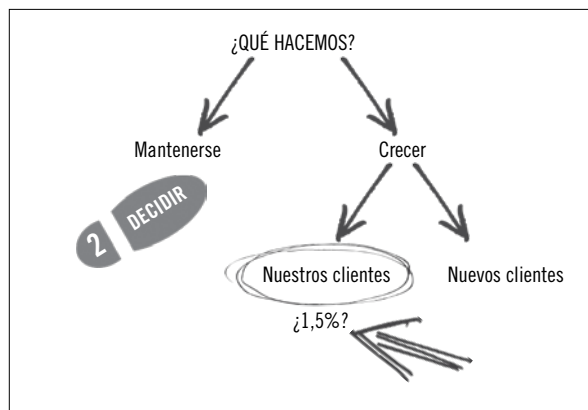 ¿QUÉ HACEMOS?
Mantenerse
Crecer
2 DECIDIR
Nuestros clientes
Nuevos clientes
¿1,5%?